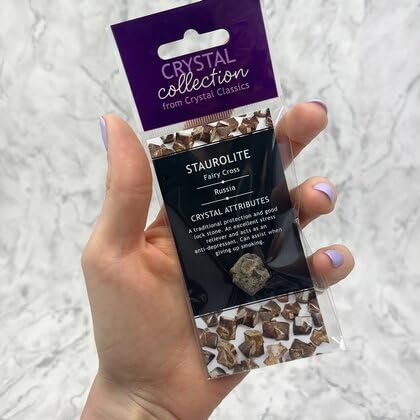 CRYSTAL
collection
from Crystal Classics
STAUROLITE
Fairy Cross
Russia
CRYSTAL ATTRIBUTES
A traditional protection and good
luck stone. An excellent stress
reliever and acts as an
anti-depressant. Can assist when
giving up smoking.